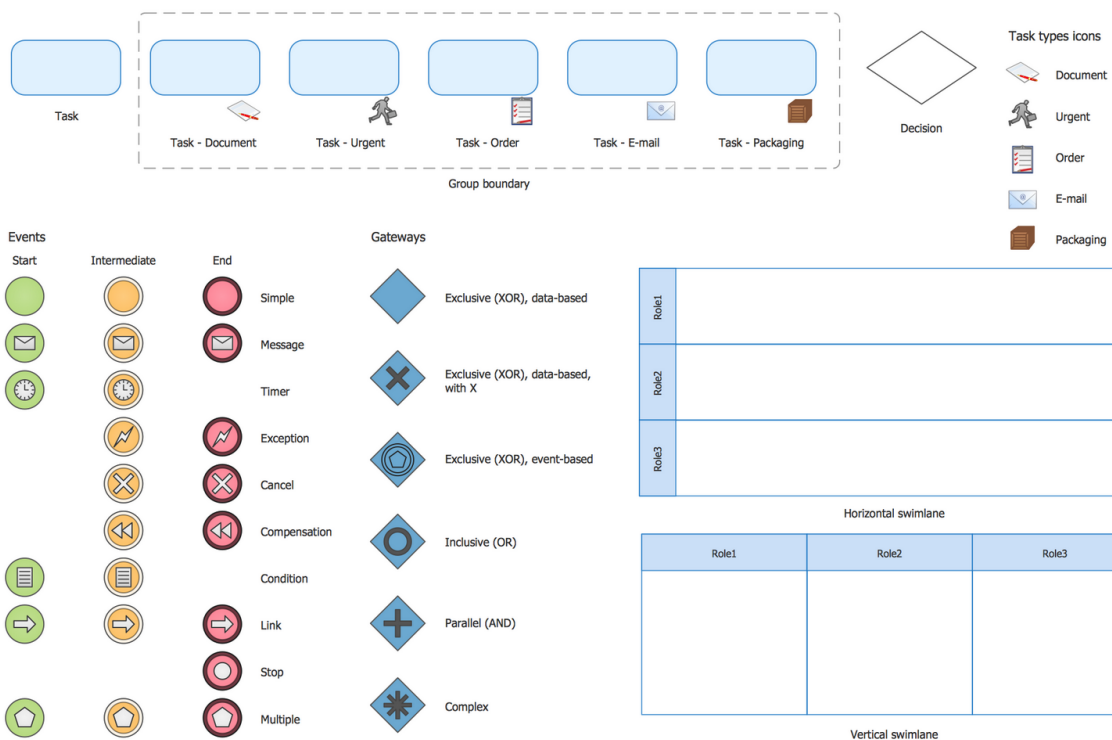 Task
Task - Document
Task - Urgent
Task - Order
Task - E-mail
Task - Packaging
Group boundary
Decision
Task types icons
Document
Urgent
Order
E-mail
Packaging
Events
Start
Intermediate
End
Simple
Message
Timer
Exception
Cancel
Compensation
Condition
Link
Stop
Multiple
Gateways
Exclusive (XOR), data-based
Exclusive (XOR), data-based,
with X
Exclusive (XOR), event-based
Inclusive (OR)
Parallel (AND)
Complex
Role1
Role2
Role3
Horizontal swimlane
Role1
Role2
Role3
Vertical swimlane